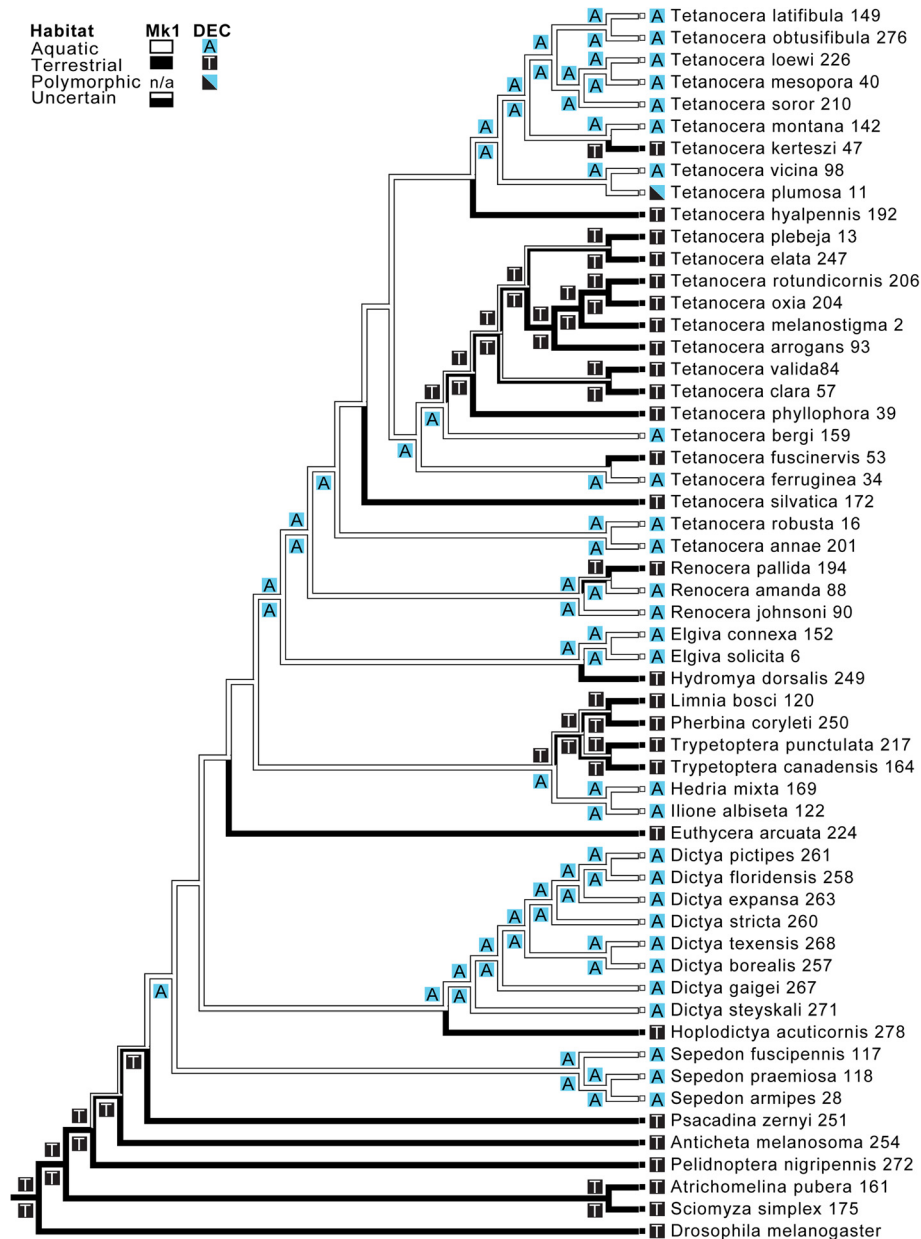 Habitat Mk1 DEC
Aquatic A
Terrestrial T
Polymorphic n/a
Uncertain
A A Tetanocera latifibula 149
A A Tetanocera obtusifibula 276
A A Tetanocera loewi 226
A A A A Tetanocera mesopora 40
A A A Tetanocera soror 210
A A A Tetanocera montana 142
A T T Tetanocera kerteszi 47
A A Tetanocera vicina 98
Tetanocera plumosa 11
T Tetanocera hyalpennis 192
T T Tetanocera plebeja 13
T T Tetanocera elata 247
T T T Tetanocera rotundicornis 206
T T T T Tetanocera oxia 204
T T T Tetanocera melanostigma 2
T T T Tetanocera arrogans 93
T T T Tetanocera valida84
T T T T Tetanocera clara 57
A T Tetanocera phyllophora 39
A A Tetanocera bergi 159
T Tetanocera fuscinervis 53
A A A Tetanocera ferruginea 34
T Tetanocera silvatica 172
A A A Tetanocera robusta 16
A A A Tetanocera annae 201
T T Renocera pallida 194
A A A A Renocera amanda 88
A A A Renocera johnsoni 90
A A Elgiva connexa 152
A A A Elgiva solicita 6
T Hydromya dorsalis 249
T T Limnia bosci 120
T T T Pherbina coryleti 250
T T T T Trypetoptera punctulata 217
T T Trypetoptera canadensis 164
A A Hedria mixta 169
A A Ilione albiseta 122
T Euthycera arcuata 224
A A Dictya pictipes 261
A A A Dictya floridensis 258
A A A Dictya expansa 263
A A A Dictya stricta 260
A A A A Dictya texensis 268
A A A A Dictya borealis 257
A A A Dictya gaigei 267
A Dictya steyskali 271
T Hoplodictya acuticornis 278
A A Sepedon fuscipennis 117
T T A A A Sepedon praemiosa 118
A A Sepedon armipes 28
T T T Psacadina zernyi 251
T T Anticheta melanosoma 254
T T Pelidnoptera nigripennis 272
T T T T Atrichomelina pubera 161
T T T Sciomyza simplex 175
T Drosophila melanogaster